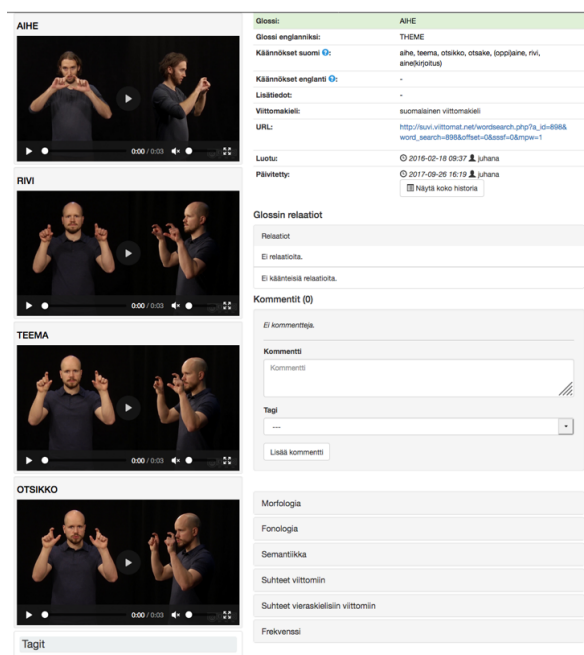 AIHE
0:00 / 0:03
RIVI
0:00 / 0:03
TEEMA
0:00 / 0:03
OTSIKKO
0:00 / 0:03
Tagit
Glossi: AIHE
Glossi englanniksi: THEME
Käännökset suomi ?: aihe, teema, otsikko, otsake, (oppi)aine, rivi,
aine(kirjoitus)
Käännökset englanti ?: -
Lisätiedot: -
Viittomakieli: suomalainen viittomakieli
URL: http://suvi.viittomat.net/wordsearch.php?a_id=898&
word_search=898&offset=0&sssf=0&mpw=1
Luotu: 2016-02-18 09:37 juhana
Päivitetty: 2017-09-26 16:19 juhana
Näytä koko historia
Glossin relaatiot
Relaatiot
Ei relaatioita.
Ei käänteisiä relaatioita.
Kommentit (0)
Ei kommentteja.
Kommentti
Kommentti
Tagi
---
Lisää kommentti
Morfologia
Fonologia
Semantiikka
Suhteet viittomiin
Suhteet vieraskielisiin viittomiin
Frekvenssi